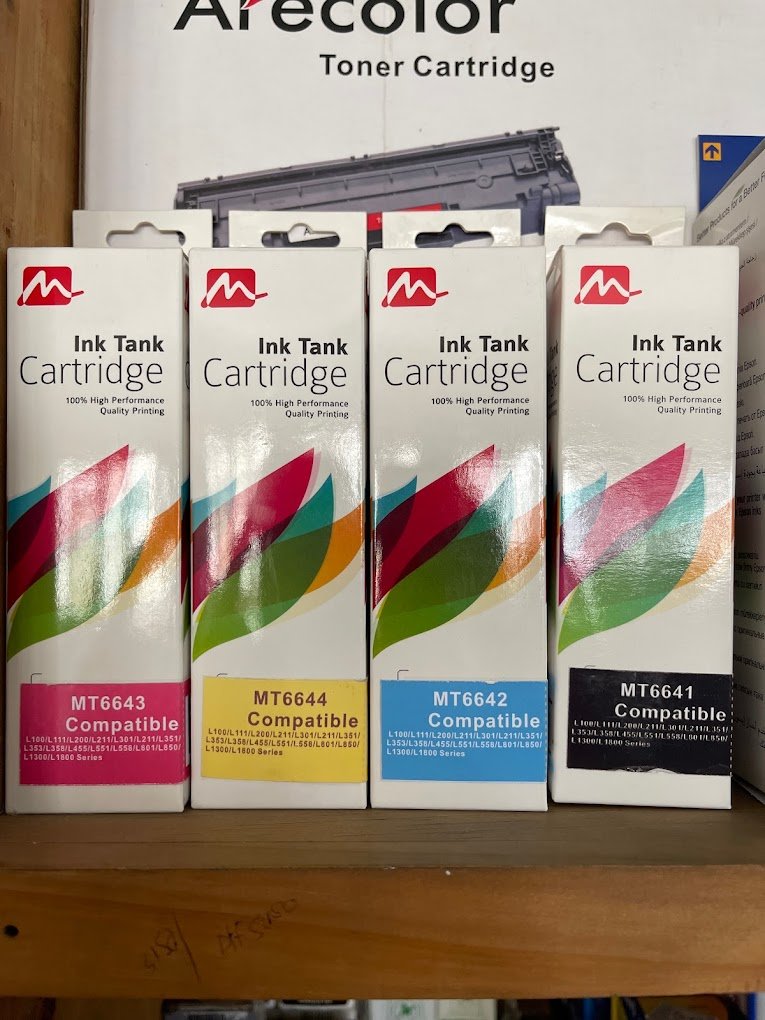 Arecolor
Toner Cartridge
Better Products for a Better F
Ink Tank
Cartridge
100% High Performance
Quality Printing
MT6643
Compatible
L100/L111/L200/L211/L301/L211/L351/
L353/L358/L455/L551/L558/L801/L850/
L1300/L1800 Series
Ink Tank
Cartridge
100% High Performance
Quality Printing
MT6644
Compatible
L100/L111/L200/L211/L301/L211/L351/
L353/L358/L455/L551/L558/L801/L850/
L1300/L1800 Series
Ink Tank
Cartridge
100% High Performance
Quality Printing
MT6642
Compatible
L100/L111/L200/L211/L301/L211/L351/
L353/L358/L455/L551/L558/L801/L850/
L1300/L1800 Series
Ink Tank
Cartridge
100% High Performance
Quality Printing
MT6641
Compatible
L100/L111/L200/L211/L301/L211/L351/
L353/L358/L455/L551/L558/L801/L850/
L1300/L1800 Series